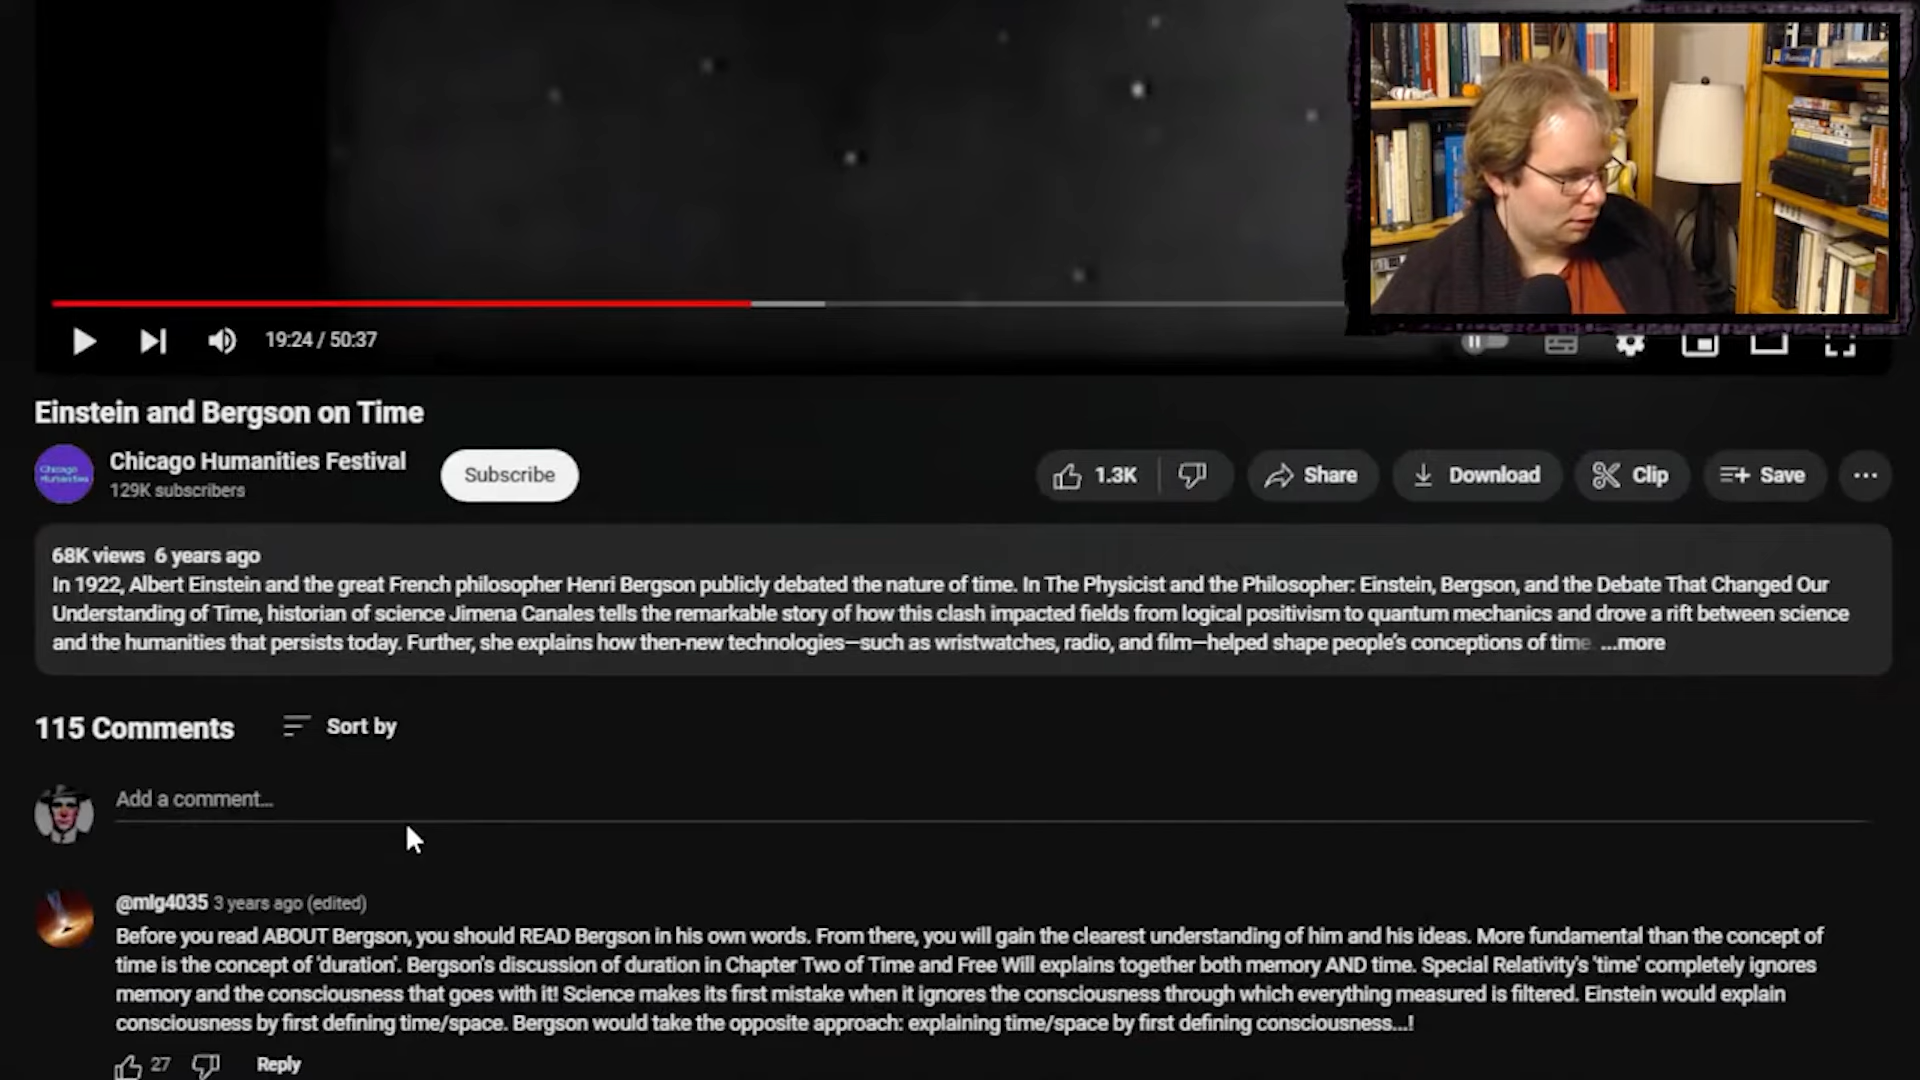 19:24 / 50:37
Einstein and Bergson on Time
Chicago Humanities Festival
129K subscribers
Subscribe
1.3K
Share
Download
Clip
Save
68K views 6 years ago
In 1922, Albert Einstein and the great French philosopher Henri Bergson publicly debated the nature of time. In The Physicist and the Philosopher: Einstein, Bergson, and the Debate That Changed Our
Understanding of Time, historian of science Jimena Canales tells the remarkable story of how this clash impacted fields from logical positivism to quantum mechanics and drove a rift between science
and the humanities that persists today. Further, she explains how then-new technologies—such as wristwatches, radio, and film—helped shape people's conceptions of time. ...more
115 Comments
Sort by
Add a comment...
@mlg4035 3 years ago (edited)
Before you read ABOUT Bergson, you should READ Bergson in his own words. From there, you will gain the clearest understanding of him and his ideas. More fundamental than the concept of
time is the concept of 'duration'. Bergson's discussion of duration in Chapter Two of Time and Free Will explains together both memory AND time. Special Relativity's 'time' completely ignores
memory and the consciousness that goes with it! Science makes its first mistake when it ignores the consciousness through which everything measured is filtered. Einstein would explain
consciousness by first defining time/space. Bergson would take the opposite approach: explaining time/space by first defining consciousness...!
27
Reply